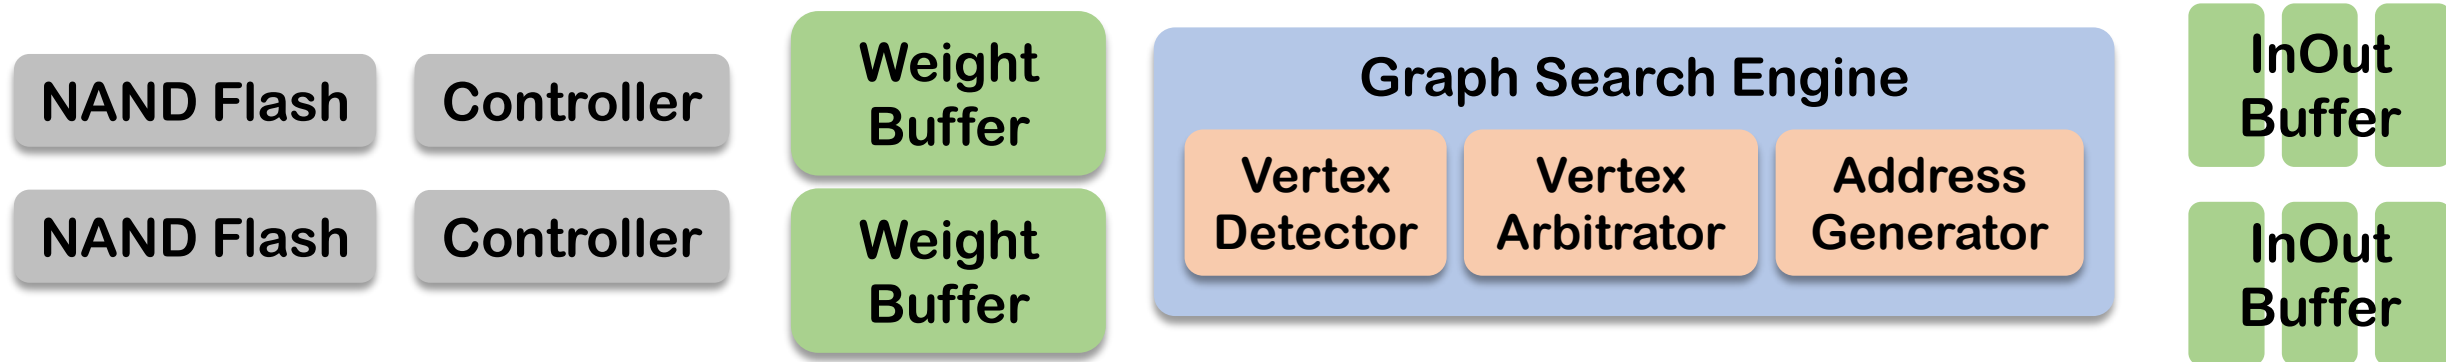 NAND Flash
Controller
NAND Flash
Controller
Weight
Buffer
Weight
Buffer
Graph Search Engine
Vertex
Detector
Vertex
Arbitrator
Address
Generator
InOut
Buffer
InOut
Buffer